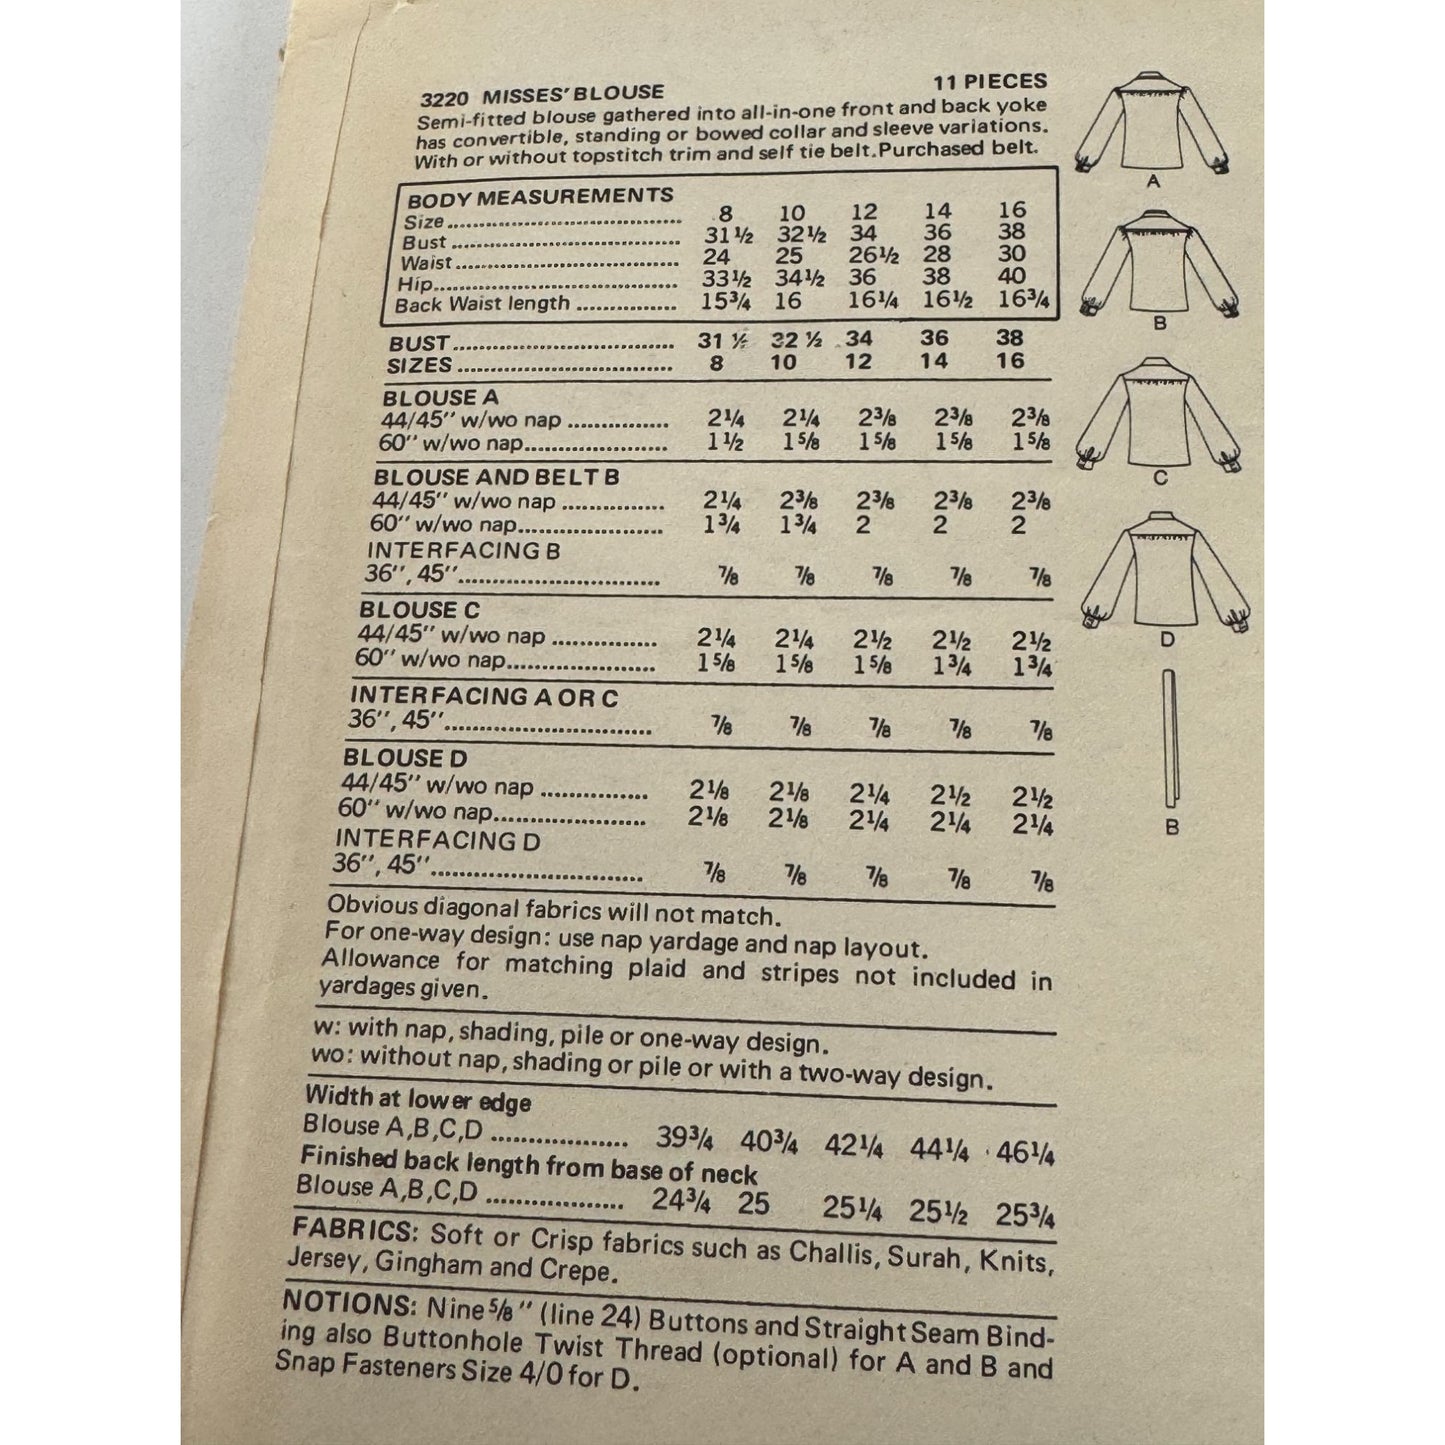 3220 MISSES' BLOUSE 11 PIECES
Semi-fitted blouse gathered into all-in-one front and back yoke
has convertible, standing or bowed collar and sleeve variations.
With or without topstitch trim and self tie belt.Purchased belt.
BODY MEASUREMENTS
Size 8 10 12 14 16
Bust 31½ 32½ 34 36 38
Waist 24 25 26½ 28 30
Hip 33½ 34½ 36 38 40
Back Waist length 15¾ 16 16¼ 16½ 16¾
BUST 31 ½ 32 ½ 34 36 38
SIZES 8 10 12 14 16
BLOUSE A
44/45" w/wo nap 2¼ 2¼ 2⅜ 2⅜ 2⅜
60" w/wo nap 1½ 1⅝ 1⅝ 1⅝ 1⅝
BLOUSE AND BELT B
44/45" w/wo nap 2¼ 2⅜ 2⅜ 2⅜ 2⅜
60" w/wo nap 1¾ 1¾ 2 2 2
INTERFACING B
36", 45" ⅞ ⅞ ⅞ ⅞ ⅞
BLOUSE C
44/45" w/wo nap 2¼ 2¼ 2½ 2½ 2½
60" w/wo nap 1⅝ 1⅝ 1⅝ 1¾ 1¾
INTERFACING A OR C
36", 45" ⅞ ⅞ ⅞ ⅞ ⅞
BLOUSE D
44/45" w/wo nap 2⅛ 2⅛ 2¼ 2½ 2½
60" w/wo nap 2⅛ 2⅛ 2¼ 2¼ 2¼
INTERFACING D
36", 45" ⅞ ⅞ ⅞ ⅞ ⅞
Obvious diagonal fabrics will not match.
For one-way design: use nap yardage and nap layout.
Allowance for matching plaid and stripes not included in
yardages given.
w: with nap, shading, pile or one-way design.
wo: without nap, shading or pile or with a two-way design.
Width at lower edge
Blouse A,B,C,D 39¾ 40¾ 42¼ 44¼ 46¼
Finished back length from base of neck
Blouse A,B,C,D 24¾ 25 25¼ 25½ 25¾
FABRICS: Soft or Crisp fabrics such as Challis, Surah, Knits,
Jersey, Gingham and Crepe.
NOTIONS: Nine ⅝" (line 24) Buttons and Straight Seam Bind-
ing also Buttonhole Twist Thread (optional) for A and B and
Snap Fasteners Size 4/0 for D.
A
B
C
D
B